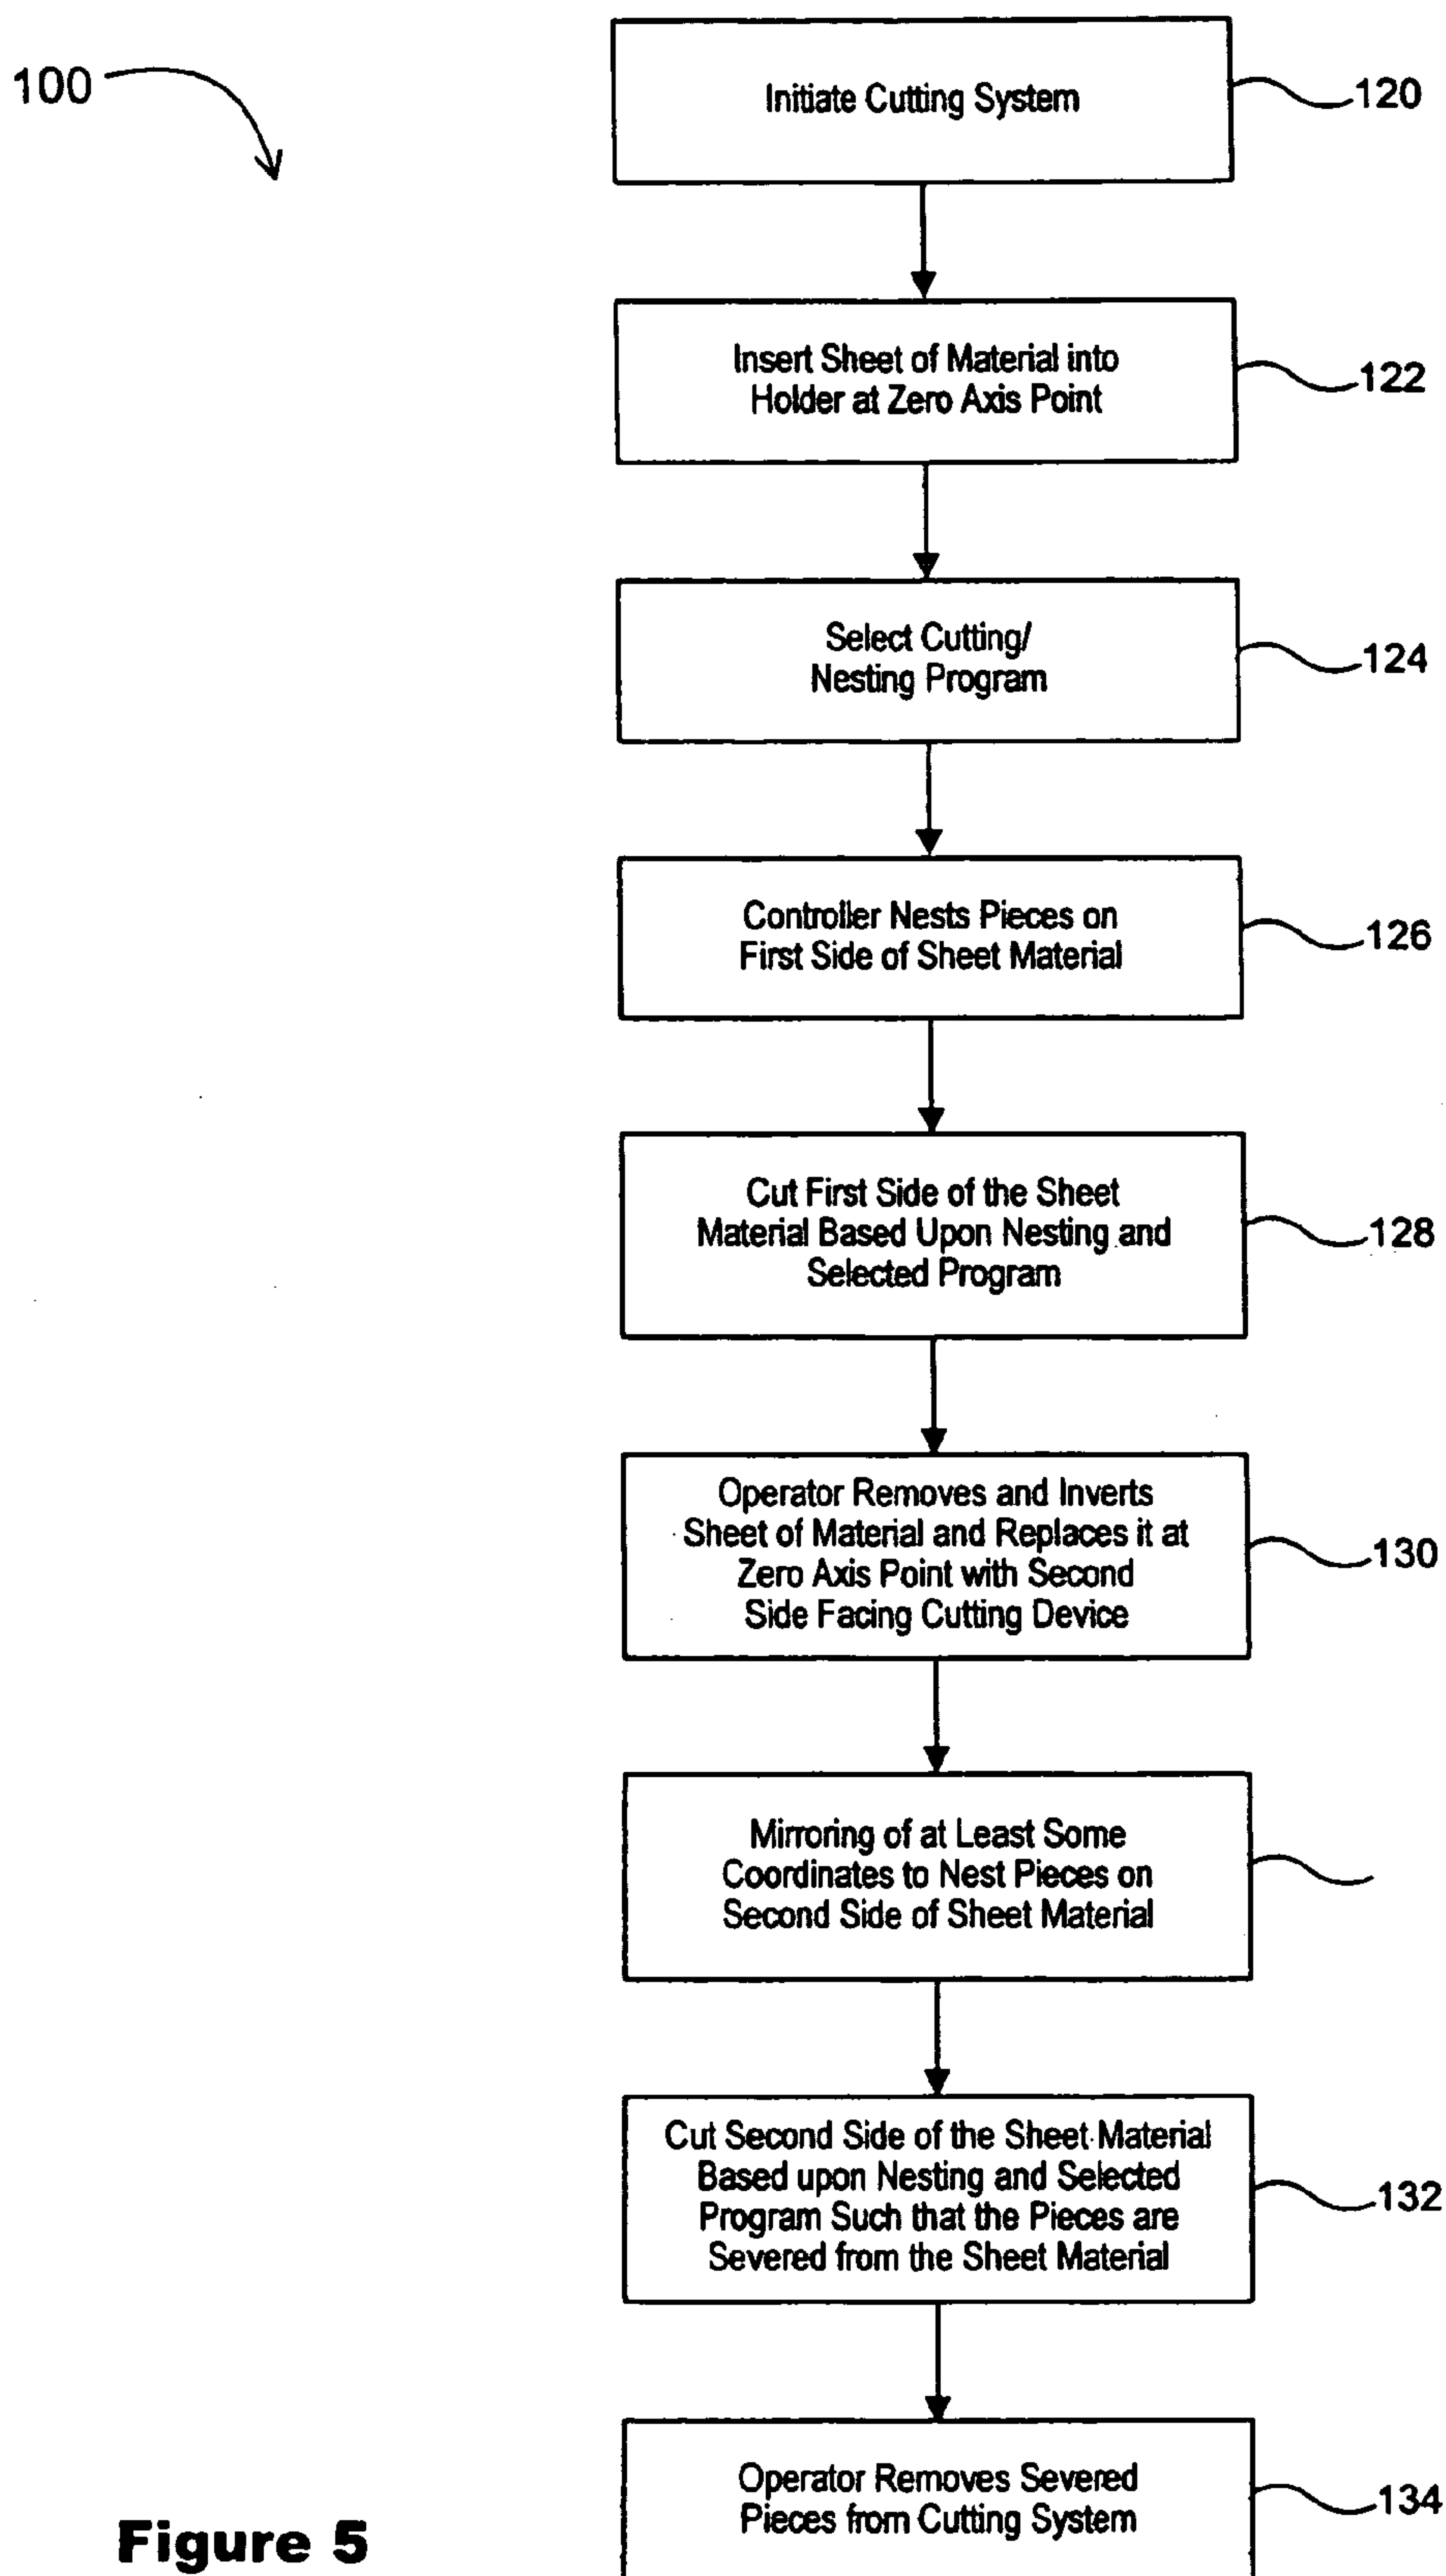 100
Initiate Cutting System
120
Insert Sheet of Material into
Holder at Zero Axis Point
122
Select Cutting/
Nesting Program
124
Controller Nests Pieces on
First Side of Sheet Material
126
Cut First Side of the Sheet
Material Based Upon Nesting and
Selected Program
128
Operator Removes and Inverts
Sheet of Material and Replaces it at
Zero Axis Point with Second
Side Facing Cutting Device
130
Mirroring of at Least Some
Coordinates to Nest Pieces on
Second Side of Sheet Material
Cut Second Side of the Sheet Material
Based upon Nesting and Selected
Program Such that the Pieces are
Severed from the Sheet Material
132
Operator Removes Severed
Pieces from Cutting System
134
Figure 5